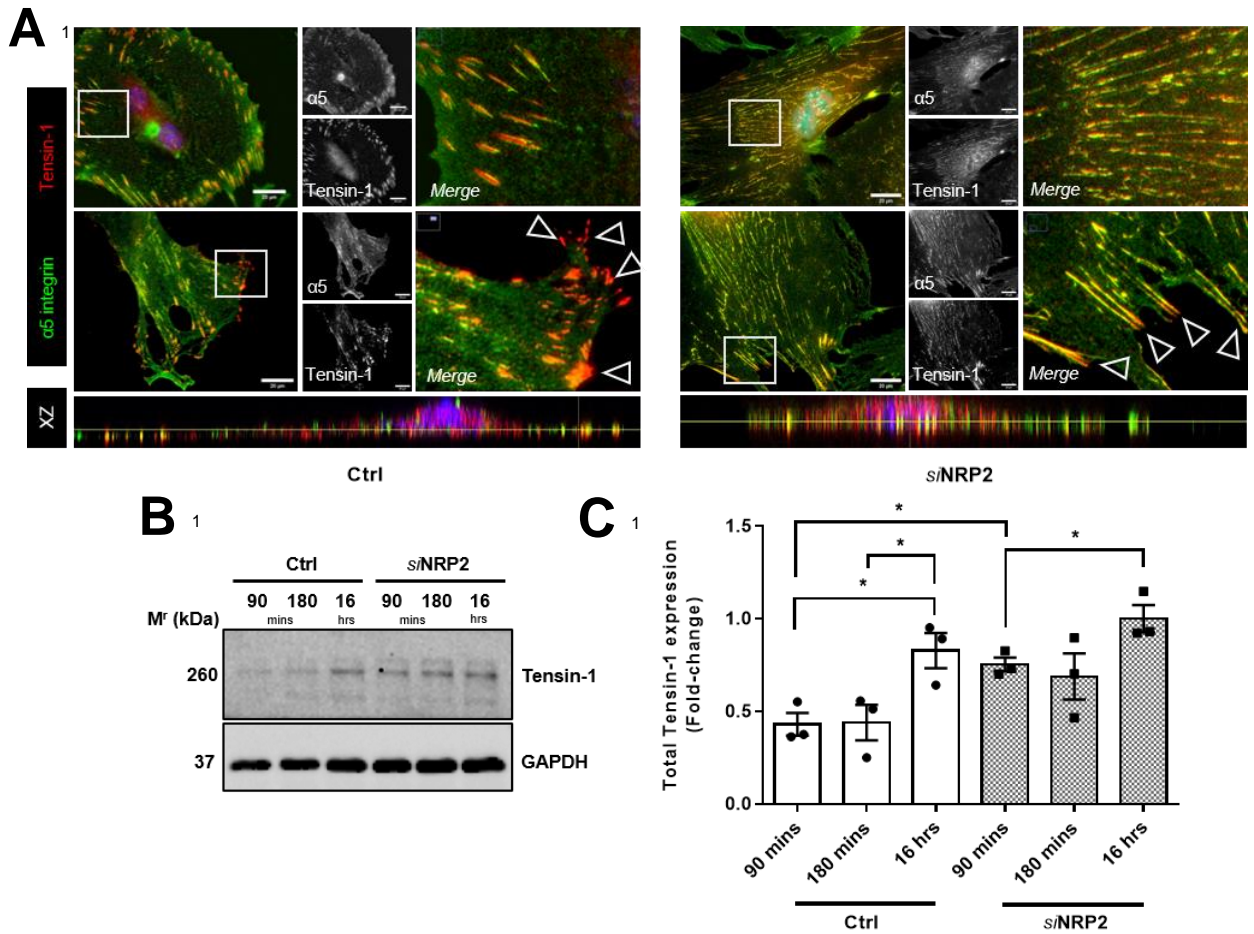 A 1
Tensin-1
α5 integrin
α5
Tensin-1
Merge
α5
Tensin-1
Merge
α5
Tensin-1
Merge
α5
Tensin-1
Merge
XZ
Ctrl
siNRP2
B 1
Ctrl siNRP2
90 180 16 90 180 16
mins hrs mins hrs
Mʳ (kDa)
260 Tensin-1
37 GAPDH
C 1
Total Tensin-1 expression
(Fold-change)
1.5
1.0
0.5
0.0
* * * *
90 mins 180 mins 16 hrs 90 mins 180 mins 16 hrs
Ctrl siNRP2